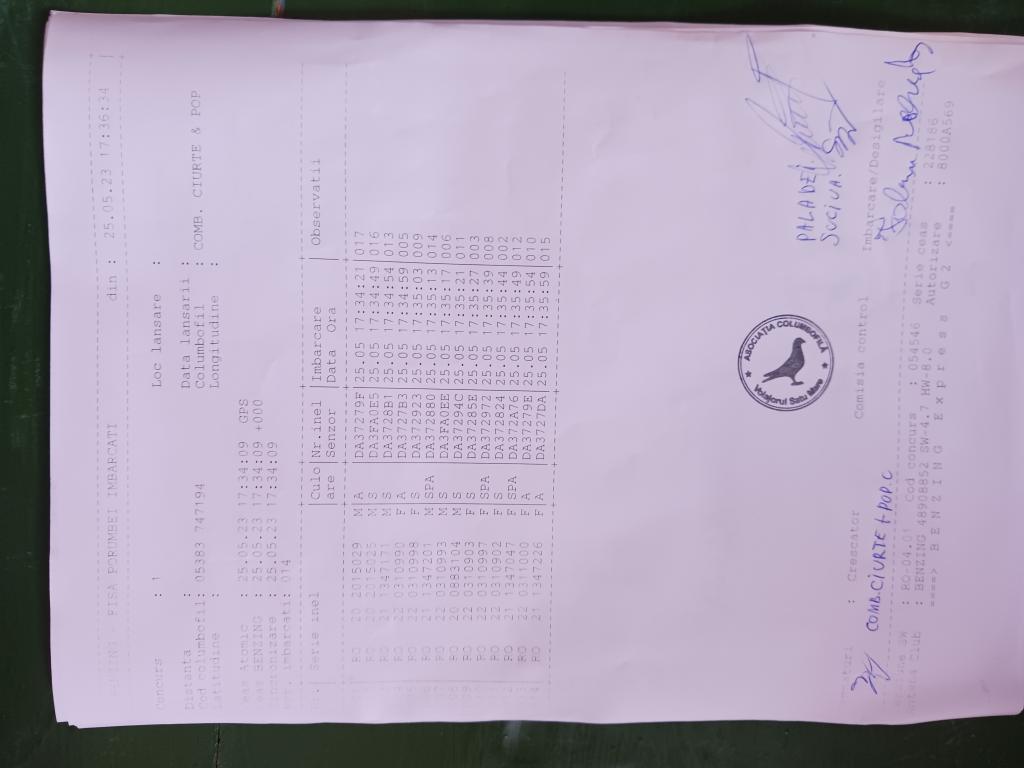 BENZING - FISA PORUMBEI IMBARCATI din : 25.05.23 17:36:34
Concurs : 1 Loc lansare :
Distanta : Data lansarii :
Cod columbofil: 05383 747194 Columbofil : COMB. CIURTE & POP
Latitudine : Longitudine :
eas Atomic : 25.05.23 17:34:09 GPS
eas BENZING : 25.05.23 17:34:09 +000
incronizare : 25.05.23 17:34:09
imbarcati: 014
Serie inel |Culo|Nr.inel |Imbarcare |Observatii
|are |Senzor |Data Ora |
RO 20 2015029 M|A |DA37279F|25.05 17:34:21|017
RO 20 2015025 M|S |DA3FA0E5|25.05 17:34:49|016
RO 21 1347171 M|S |DA3728B1|25.05 17:34:54|013
RO 22 0310990 F|A |DA3727B3|25.05 17:34:59|005
RO 22 0310998 F|S |DA372923|25.05 17:35:03|009
RO 21 1347201 M|SPA |DA372880|25.05 17:35:13|014
RO 22 0310993 M|S |DA3FA0EE|25.05 17:35:17|006
RO 20 0883104 M|S |DA37294C|25.05 17:35:21|011
RO 22 0310903 F|S |DA37285E|25.05 17:35:27|003
RO 22 0310997 F|SPA |DA372972|25.05 17:35:39|008
RO 22 0310902 F|S |DA372824|25.05 17:35:44|002
RO 21 1347047 F|SPA |DA372A76|25.05 17:35:49|012
RO 22 0311000 F|A |DA37279E|25.05 17:35:54|010
RO 21 1347226 F|A |DA3727DA|25.05 17:35:59|015
ASOCIAȚIA COLUMBOFILĂ
Voiajorul Satu Mare
PALADEI
SUCIU A.
: Crescator Comisia control Imbarcare/Desigilare
COMB. CIURTE + POP.C
: RO-04.01 Cod concurs : 054546 Serie ceas : 228186
Club : BENZING 48908852 SW-4.7 HW-8.0 Autorizare : 8000A569
====> B E N Z I N G E x p r e s s G 2 <====